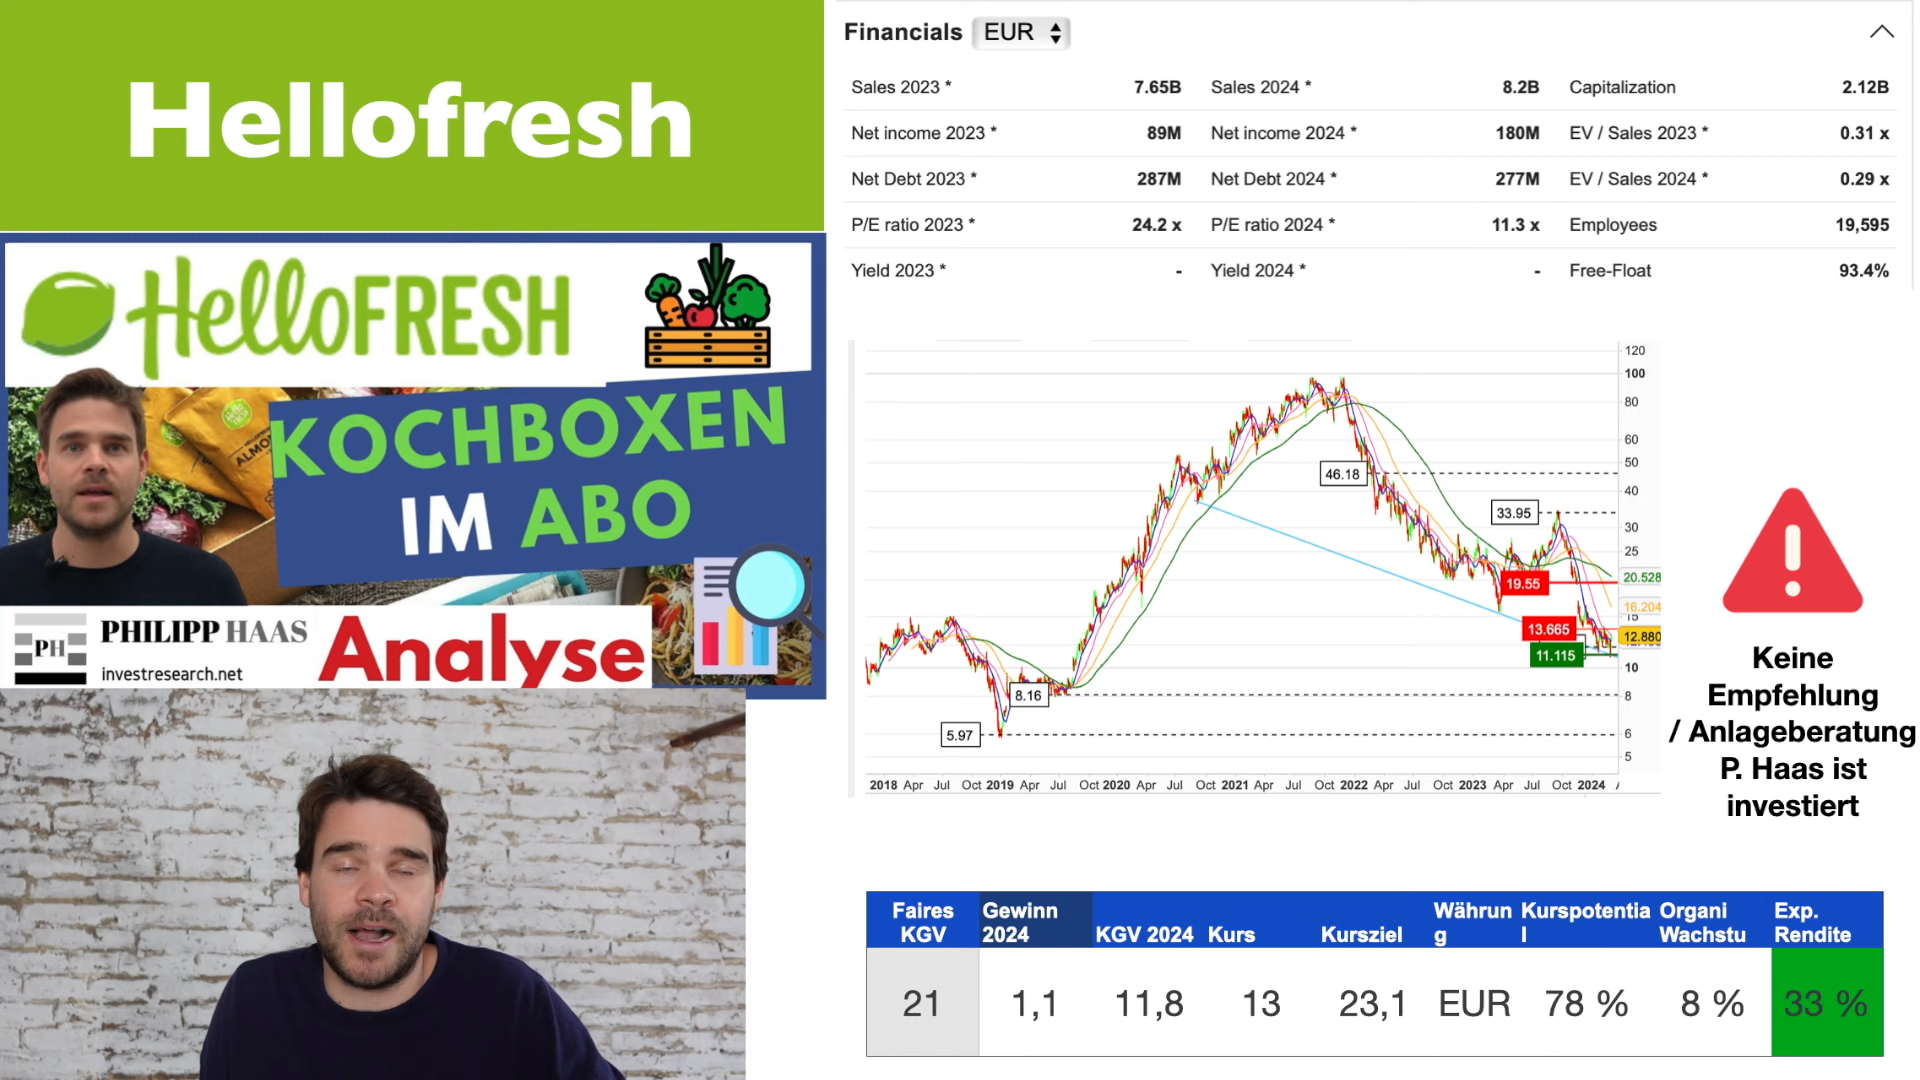 Hellofresh
HelloFRESH
ALMO
KOCHBOXEN
IM ABO
PH
PHILIPP HAAS
investresearch.net
Analyse
Financials EUR
Sales 2023 * 7.65B Sales 2024 * 8.2B Capitalization 2.12B
Net income 2023 * 89M Net income 2024 * 180M EV / Sales 2023 * 0.31 x
Net Debt 2023 * 287M Net Debt 2024 * 277M EV / Sales 2024 * 0.29 x
P/E ratio 2023 * 24.2 x P/E ratio 2024 * 11.3 x Employees 19,595
Yield 2023 * - Yield 2024 * - Free-Float 93.4%
120
100
80
60
50
40
30
25
20.528
16.204
15
12.880
10
8
6
5
46.18
33.95
19.55
13.665
11.115
8.16
5.97
2018 Apr Jul Oct 2019 Apr Jul Oct 2020 Apr Jul Oct 2021 Apr Jul Oct 2022 Apr Jul Oct 2023 Apr Jul Oct 2024
Keine
Empfehlung
/ Anlageberatung
P. Haas ist
investiert
Faires Gewinn Währun Kurspotentia Organi Exp.
KGV 2024 KGV 2024 Kurs Kursziel g l Wachstu Rendite
21 1,1 11,8 13 23,1 EUR 78 % 8 % 33 %